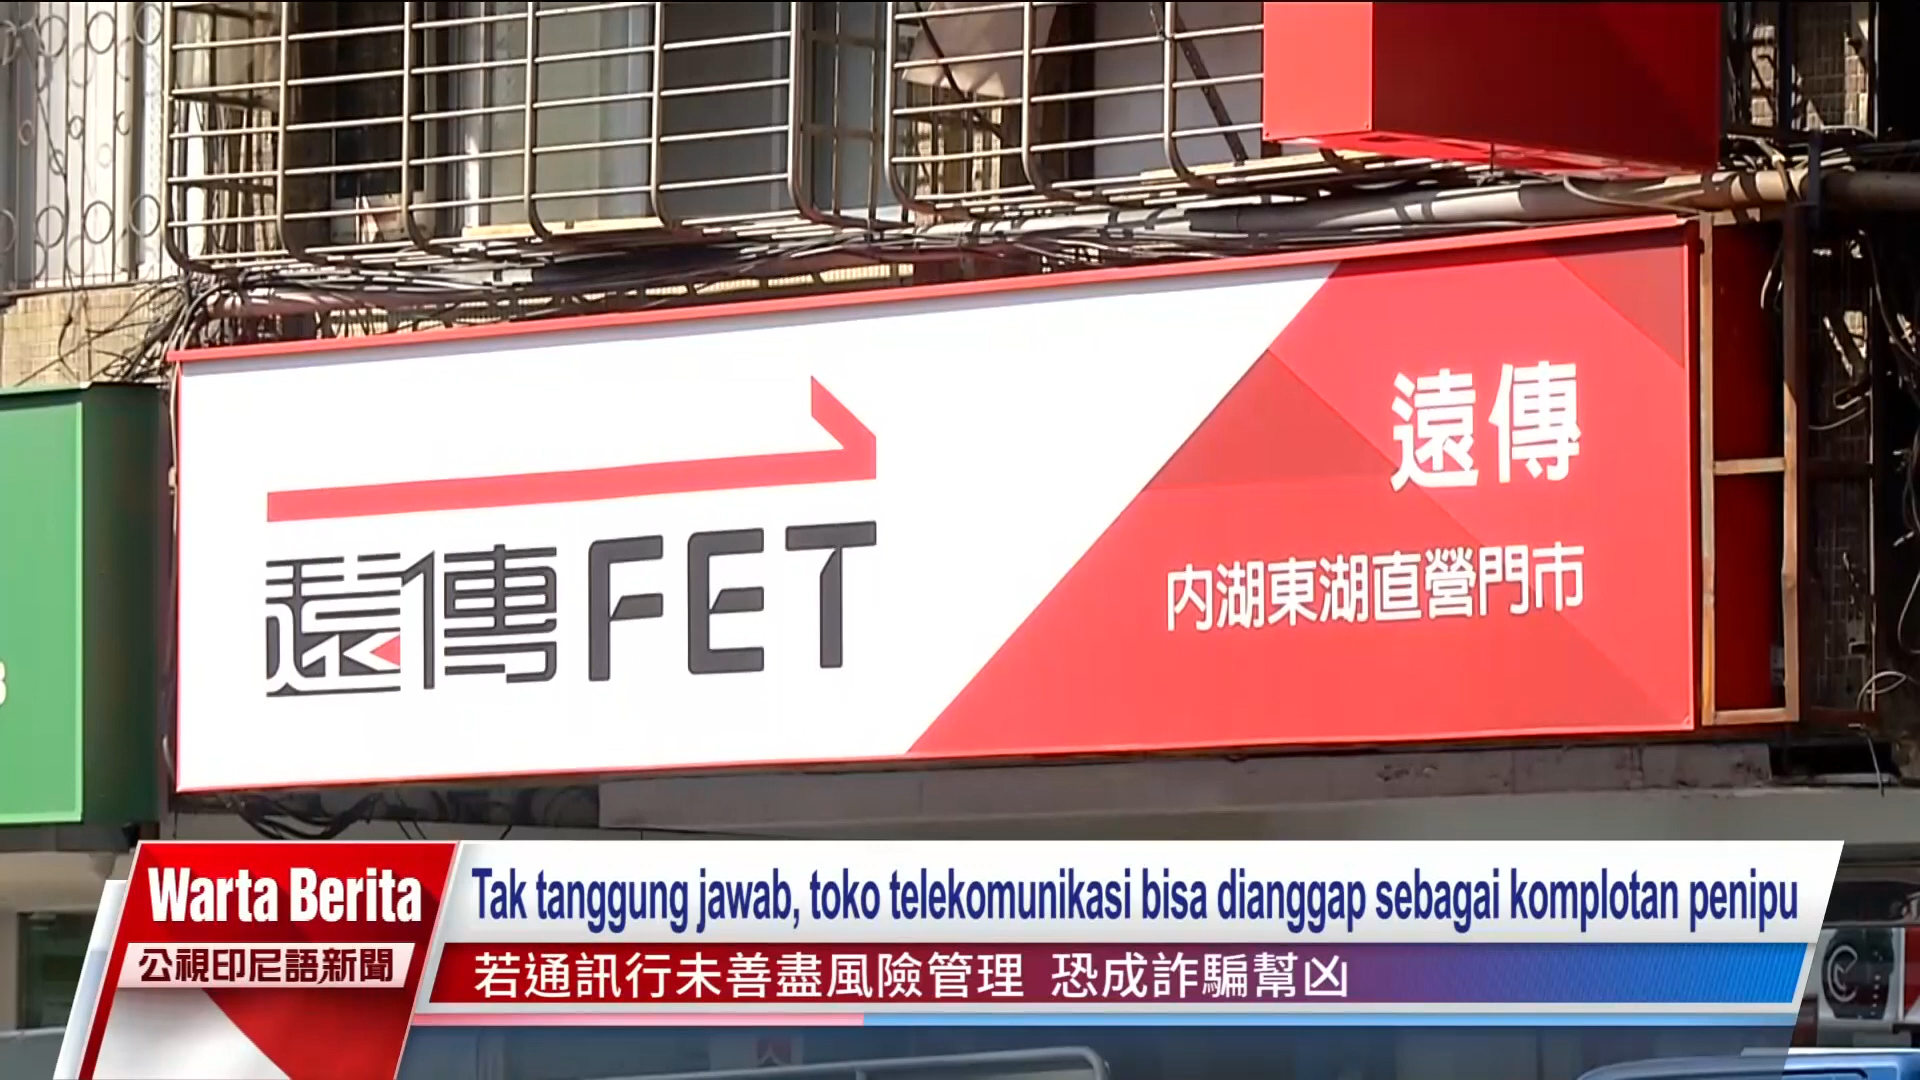 遠傳
遠傳FET
內湖東湖直營門市
Warta Berita
Tak tanggung jawab, toko telekomunikasi bisa dianggap sebagai komplotan penipu
公視印尼語新聞
若通訊行未善盡風險管理 恐成詐騙幫凶